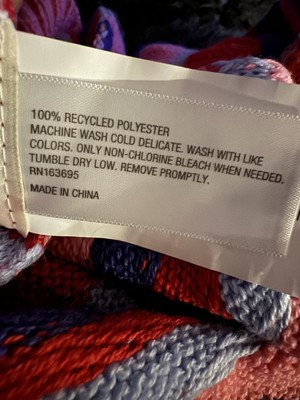 100% RECYCLED POLYESTER
MACHINE WASH COLD DELICATE. WASH WITH LIKE
COLORS. ONLY NON-CHLORINE BLEACH WHEN NEEDED.
TUMBLE DRY LOW. REMOVE PROMPTLY.
RN163695
MADE IN CHINA